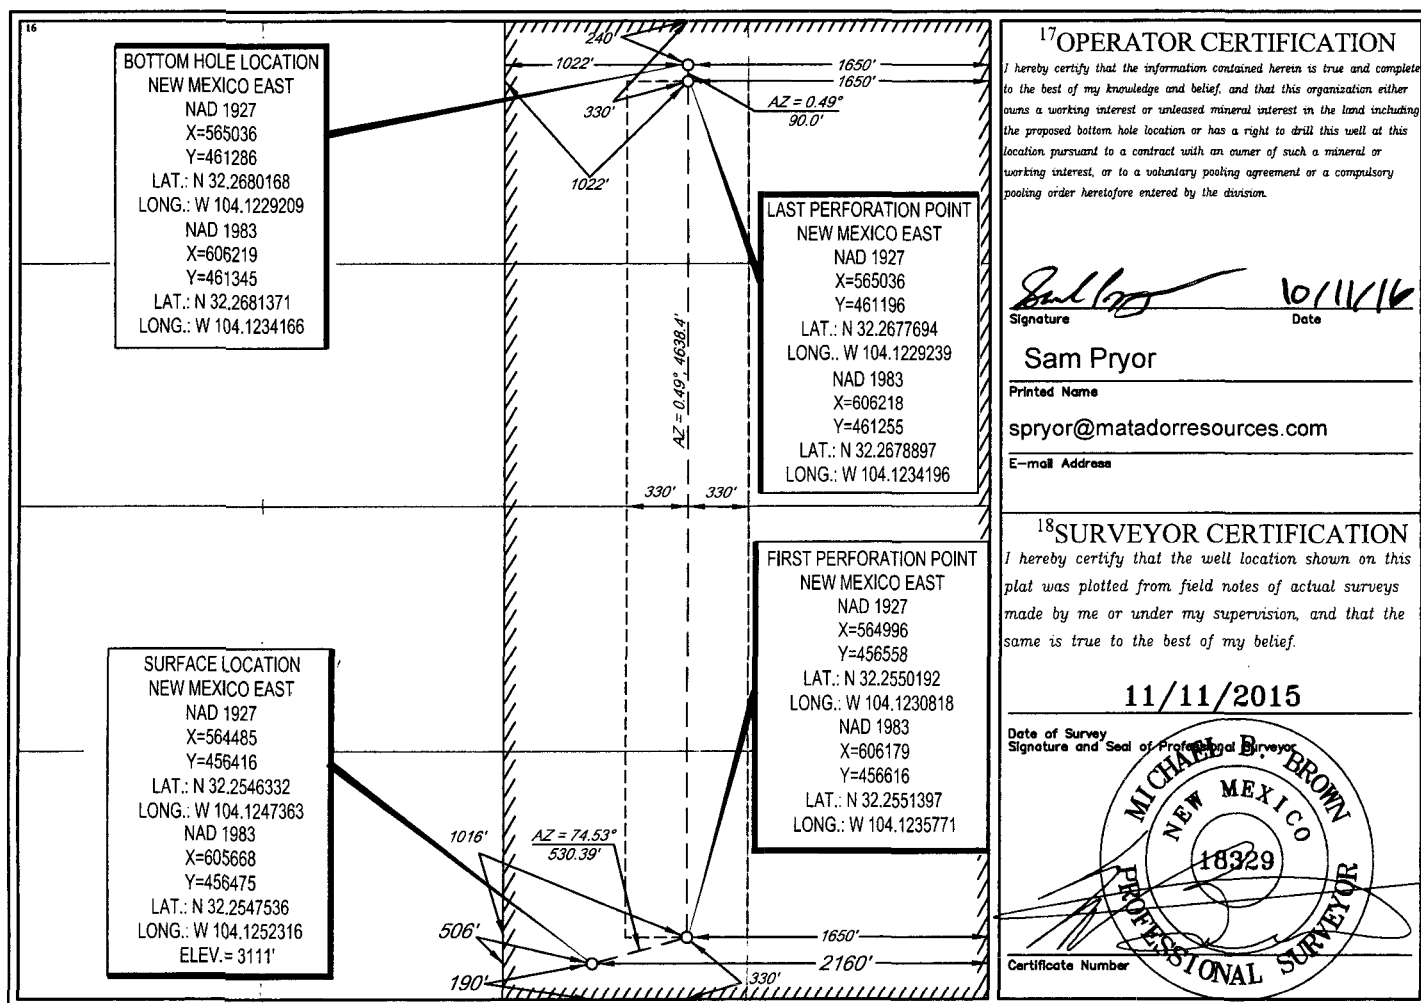 16
BOTTOM HOLE LOCATION
NEW MEXICO EAST
NAD 1927
X=565036
Y=461286
LAT.: N 32.2680168
LONG.: W 104.1229209
NAD 1983
X=606219
Y=461345
LAT.: N 32.2681371
LONG.: W 104.1234166
240'
1022'
1650'
1650'
330'
AZ = 0.49°
90.0'
1022'
LAST PERFORATION POINT
NEW MEXICO EAST
NAD 1927
X=565036
Y=461196
LAT.: N 32.2677694
LONG.. W 104.1229239
NAD 1983
X=606218
Y=461255
LAT.: N 32.2678897
LONG.: W 104.1234196
AZ = 0.49°, 4638.4'
330'
330'
FIRST PERFORATION POINT
NEW MEXICO EAST
NAD 1927
X=564996
Y=456558
LAT.: N 32.2550192
LONG.: W 104.1230818
NAD 1983
X=606179
Y=456616
LAT.: N 32.2551397
LONG.: W 104.1235771
SURFACE LOCATION
NEW MEXICO EAST
NAD 1927
X=564485
Y=456416
LAT.: N 32.2546332
LONG.: W 104.1247363
NAD 1983
X=605668
Y=456475
LAT.: N 32.2547536
LONG.: W 104.1252316
ELEV.= 3111'
1016'
AZ = 74.53°
530.39'
506'
190'
1650'
2160'
330'
17OPERATOR CERTIFICATION
I hereby certify that the information contained herein is true and complete
to the best of my knowledge and belief, and that this organization either
owns a working interest or unleased mineral interest in the land including
the proposed bottom hole location or has a right to drill this well at this
location pursuant to a contract with an owner of such a mineral or
working interest, or to a voluntary pooling agreement or a compulsory
pooling order heretofore entered by the division.
10/11/16
Signature Date
Sam Pryor
Printed Name
spryor@matadorresources.com
E-mail Address
18SURVEYOR CERTIFICATION
I hereby certify that the well location shown on this
plat was plotted from field notes of actual surveys
made by me or under my supervision, and that the
same is true to the best of my belief.
11/11/2015
Date of Survey
Signature and Seal of Professional Surveyor
MICHAEL B. BROWN
NEW MEXICO
18329
PROFESSIONAL SURVEYOR
Certificate Number